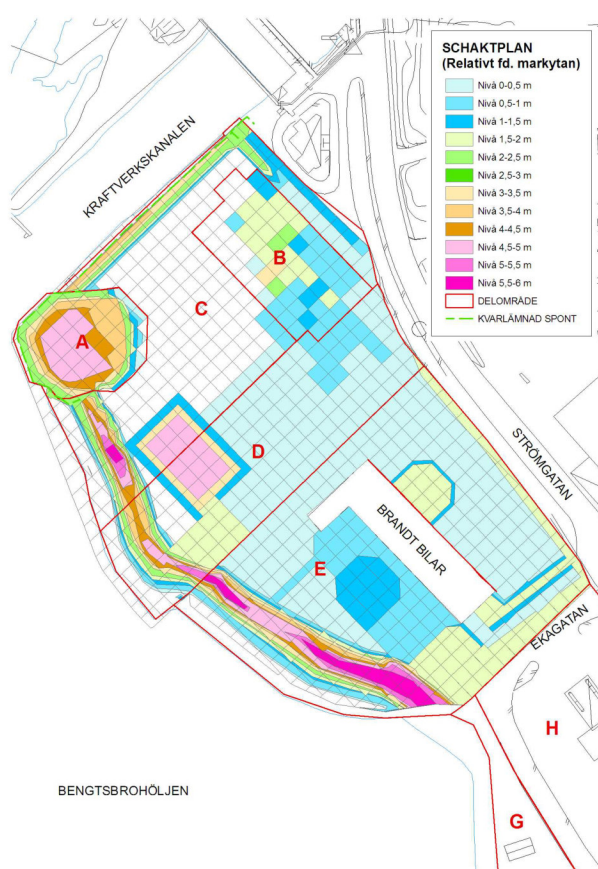 SCHAKTPLAN
(Relativt fd. markytan)
Nivå 0-0,5 m
Nivå 0,5-1 m
Nivå 1-1,5 m
Nivå 1,5-2 m
Nivå 2-2,5 m
Nivå 2,5-3 m
Nivå 3-3,5 m
Nivå 3,5-4 m
Nivå 4-4,5 m
Nivå 4,5-5 m
Nivå 5-5,5 m
Nivå 5,5-6 m
DELOMRÅDE
KVARLÄMNAD SPONT
KRAFTVERKSKANALEN
B
C
A
D
STRÖMGATAN
BRANDT BILAR
E
EKAGATAN
H
BENGTSBROHÖLJEN
G